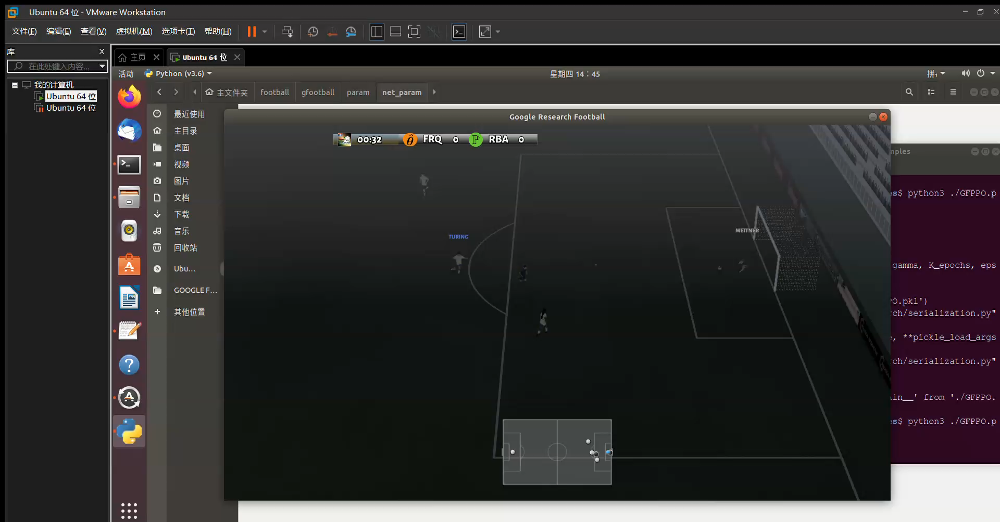 Ubuntu 64 位 - VMware Workstation
文件(F) 编辑(E) 查看(V) 虚拟机(M) 选项卡(T) 帮助(H)
库
在此处键入内容...
我的计算机
Ubuntu 64 位
Ubuntu 64 位
主页
Ubuntu 64 位
活动 Python (v3.6) 星期四 14：45 拼₁
主文件夹 football gfootball param net_param
最近使用
主目录
桌面
视频
图片
文档
下载
音乐
回收站
Ubu...
GOOGLE F...
其他位置
Google Research Football
00:32 FRQ 0 RBA 0
TURING
MEITNER
mples
es$ python3 ./GFPPO.p
gamma, K_epochs, eps
PO.pkl')
rch/serialization.py"
e, **pickle_load_args
rch/serialization.py"
ain__' from './GFPPO.
es$ python3 ./GFPPO.p